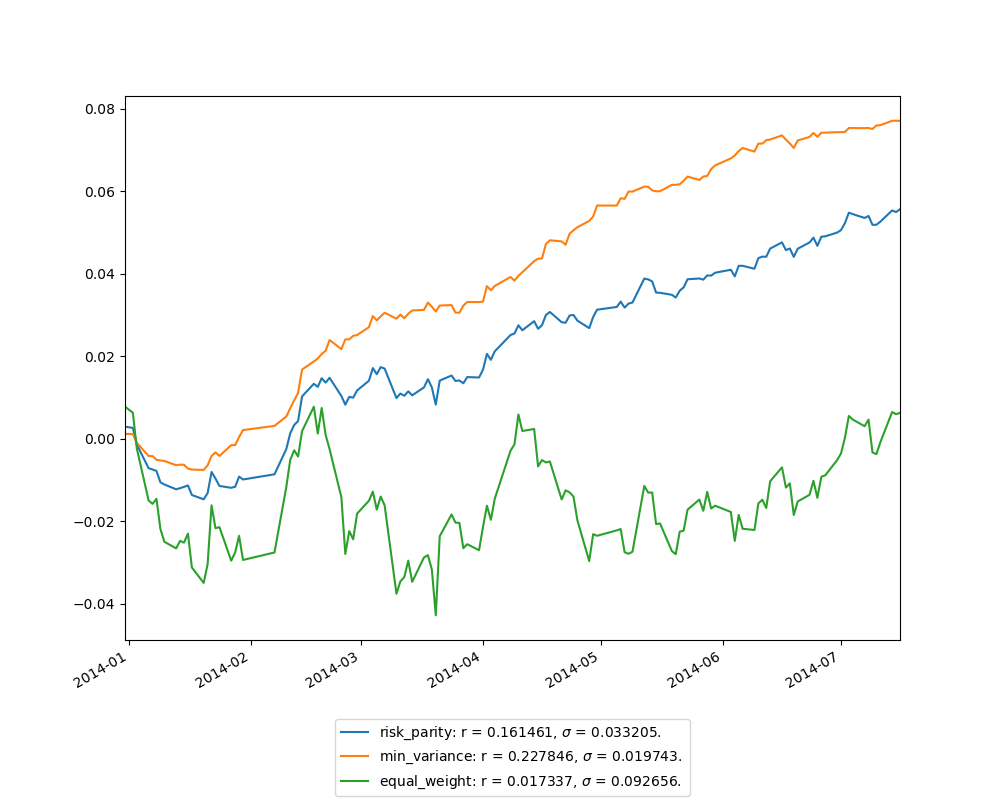 0.08
0.06
0.04
0.02
0.00
−0.02
−0.04
2014-01 2014-02 2014-03 2014-04 2014-05 2014-06 2014-07
risk_parity: r = 0.161461, σ = 0.033205.
min_variance: r = 0.227846, σ = 0.019743.
equal_weight: r = 0.017337, σ = 0.092656.